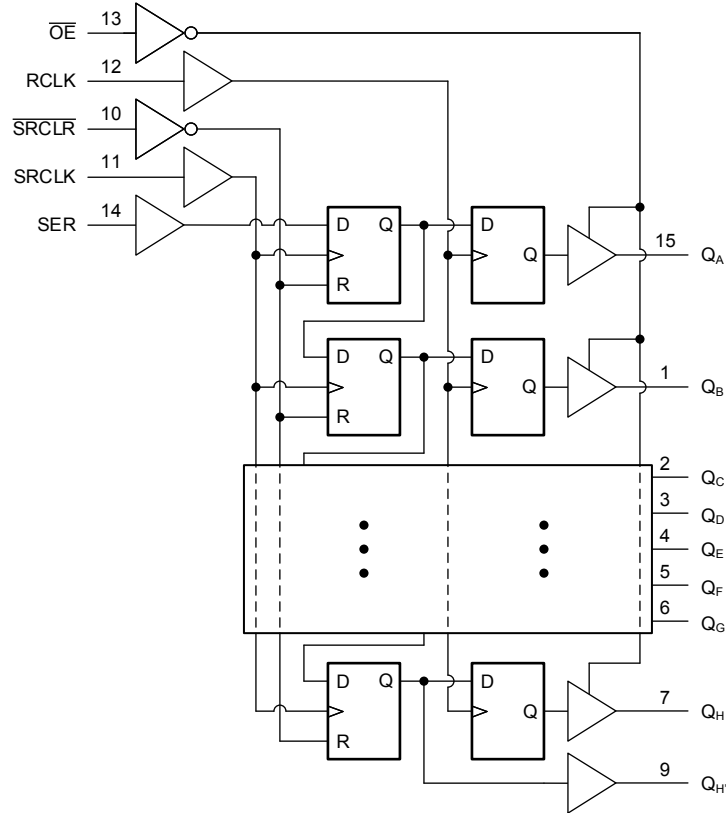 13
OE
12
RCLK
10
SRCLR
11
SRCLK
14
SER
D Q
R
D
Q
15
QA
D Q
R
D
Q
1
QB
2
QC
3
QD
4
QE
5
QF
6
QG
D Q
R
D
Q
7
QH
9
QH'